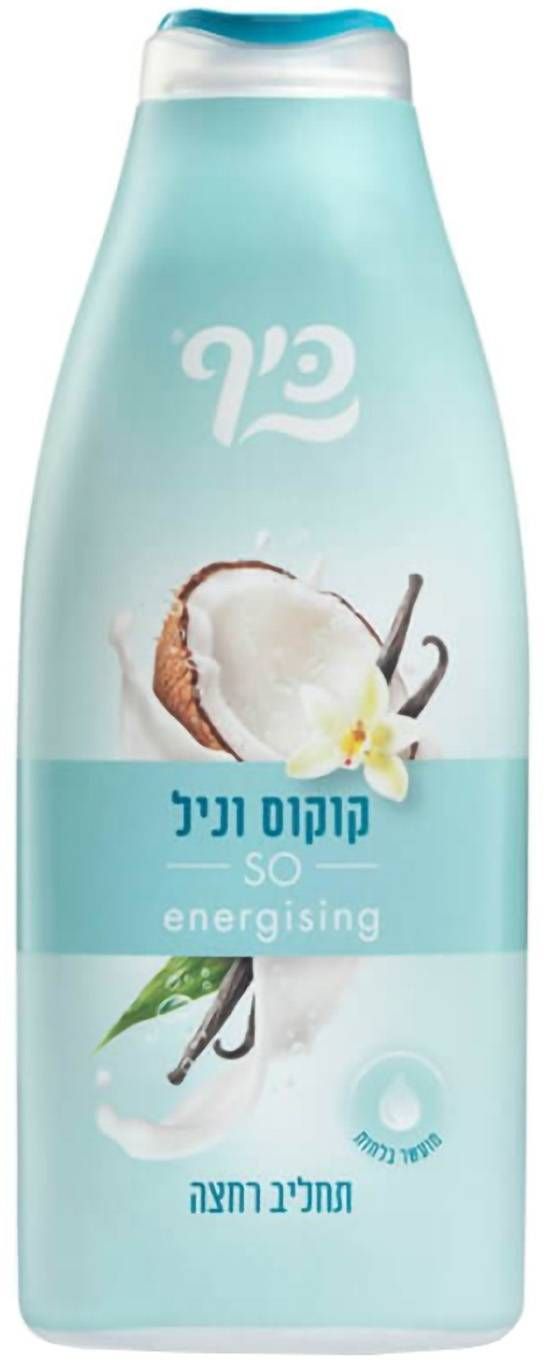 כיף
קוקוס וניל
SO
energising
מועשר בלחות
תחליב רחצה